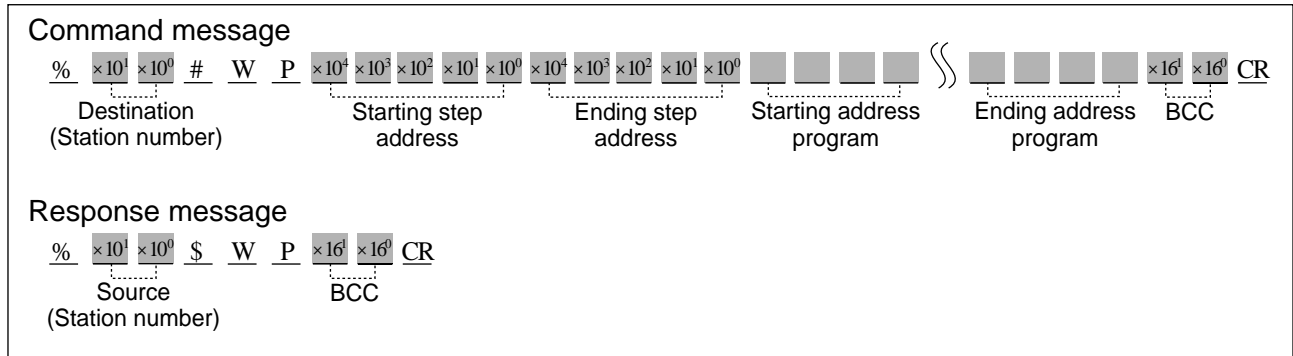 Command message
% ×10¹ ×10⁰ # W P ×10⁴ ×10³ ×10² ×10¹ ×10⁰ ×10⁴ ×10³ ×10² ×10¹ ×10⁰ ×16¹ ×16⁰ CR
Destination (Station number) Starting step address Ending step address Starting address program Ending address program BCC
Response message
% ×10¹ ×10⁰ $ W P ×16¹ ×16⁰ CR
Source (Station number) BCC